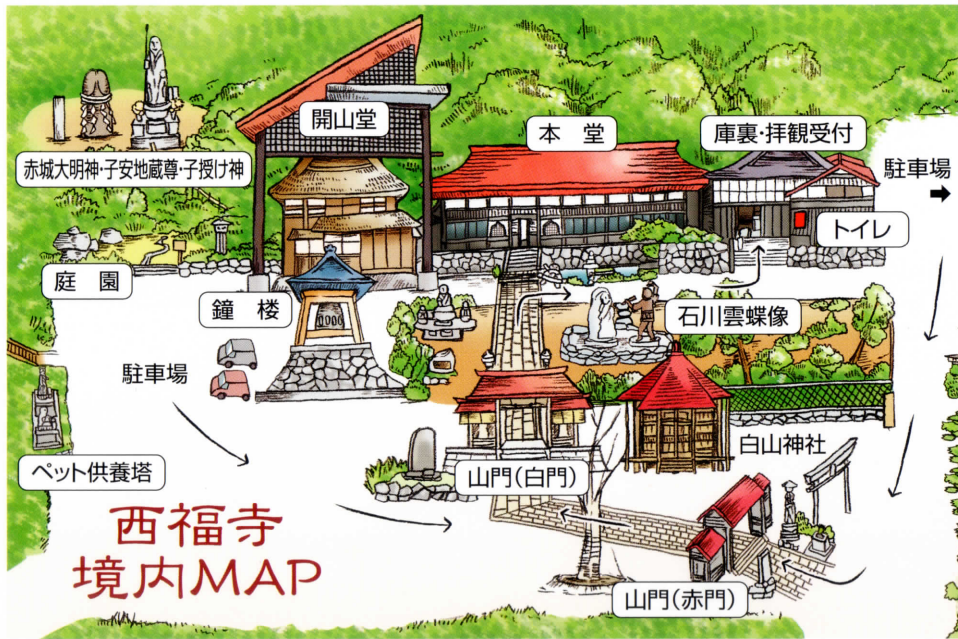 開山堂
本堂
庫裏・拝観受付
赤城大明神・子安地蔵尊・子授け神
駐車場
トイレ
庭園
鐘楼
石川雲蝶像
駐車場
白山神社
ペット供養塔
山門(白門)
西福寺
境内MAP
山門(赤門)